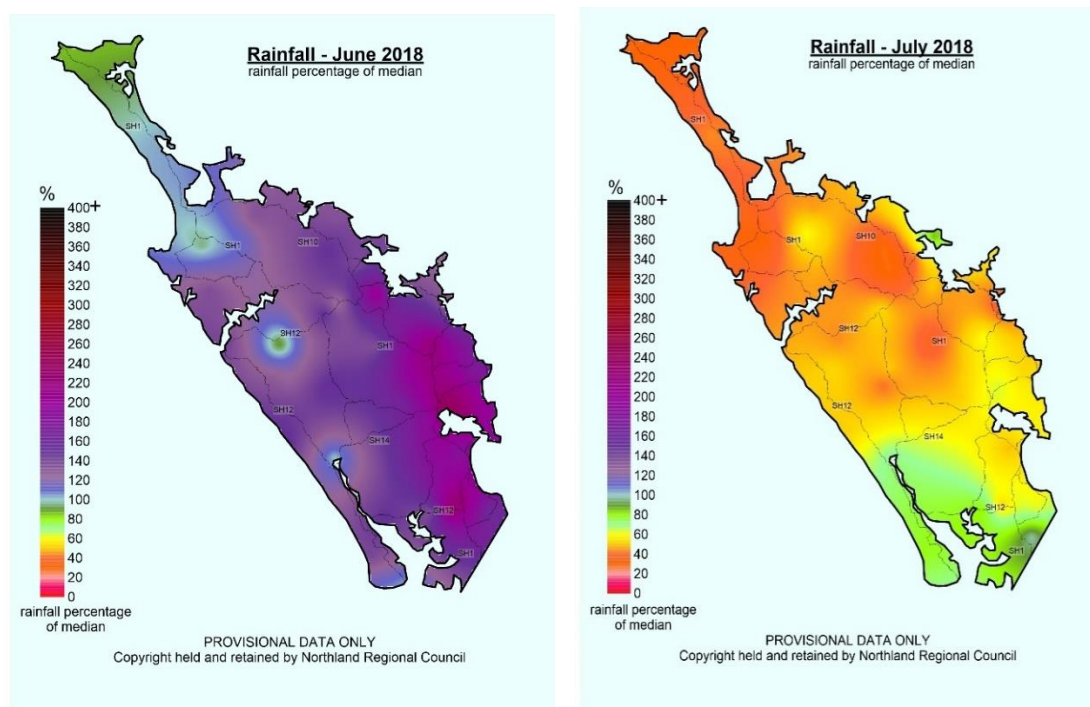 Rainfall - June 2018
rainfall percentage of median
SH1
%
400+
380
360
340
320
300
280
260
240
220
200
180
160
140
120
100
80
60
40
20
0
rainfall percentage
of median
SH1
SH10
SH12
SH1
SH12
SH14
SH12
SH1
PROVISIONAL DATA ONLY
Copyright held and retained by Northland Regional Council
Rainfall - July 2018
rainfall percentage of median
SH1
%
400+
380
360
340
320
300
280
260
240
220
200
180
160
140
120
100
80
60
40
20
0
rainfall percentage
of median
SH1
SH10
SH12
SH1
SH12
SH14
SH12
SH1
PROVISIONAL DATA ONLY
Copyright held and retained by Northland Regional Council